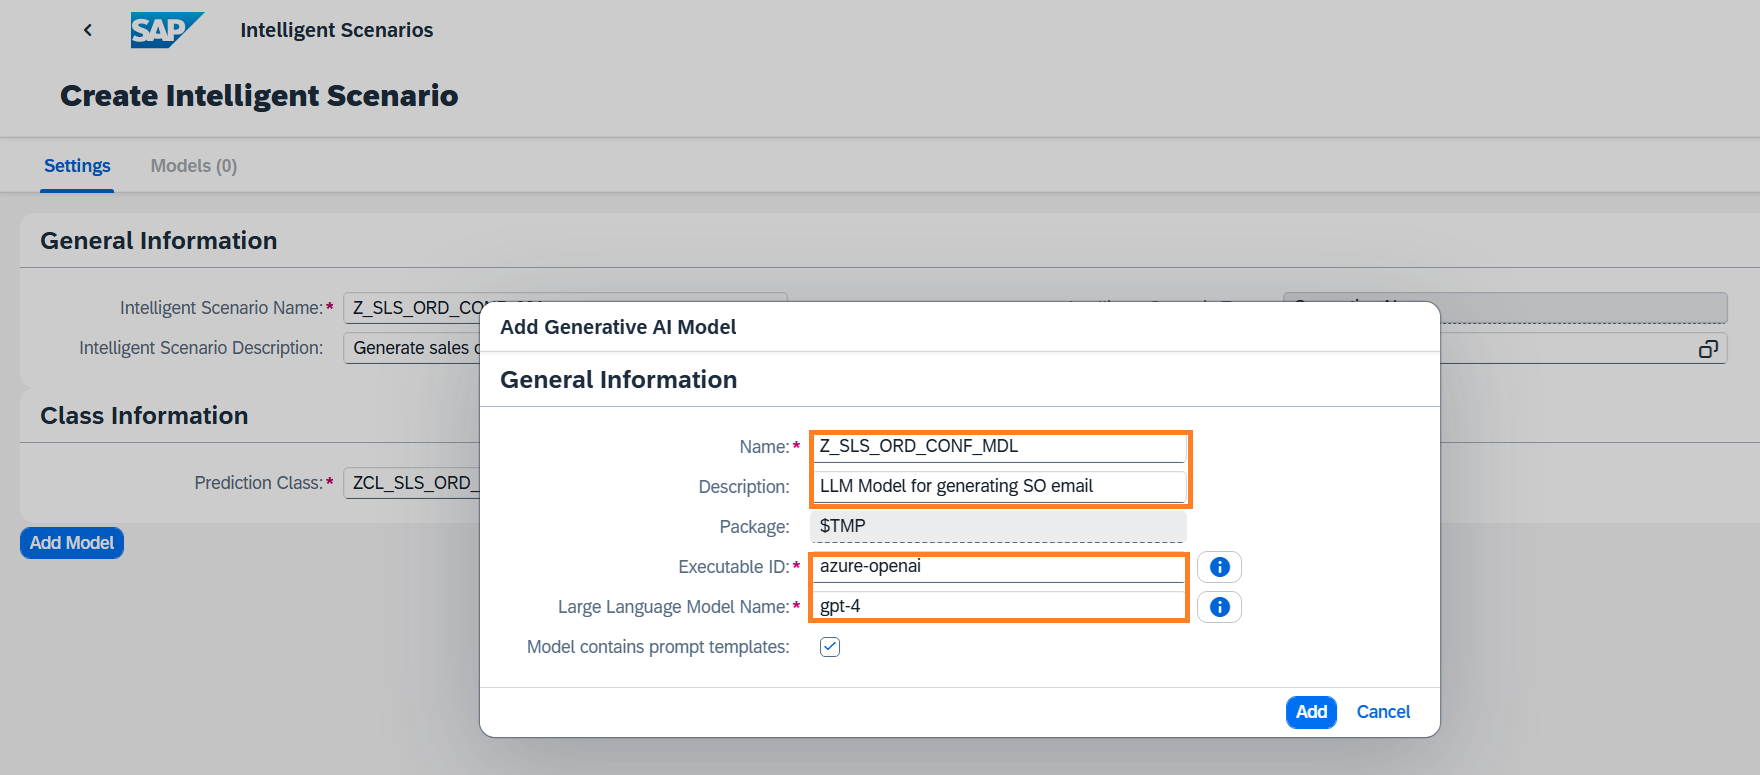 SAP Intelligent Scenarios
Create Intelligent Scenario
Settings Models (0)
General Information
Intelligent Scenario Name:* Z_SLS_ORD_CO
Intelligent Scenario Description: Generate sales
Class Information
Prediction Class:* ZCL_SLS_ORD_
Add Model
Add Generative AI Model
General Information
Name:* Z_SLS_ORD_CONF_MDL
Description: LLM Model for generating SO email
Package: $TMP
Executable ID:* azure-openai
Large Language Model Name:* gpt-4
Model contains prompt templates:
Add Cancel